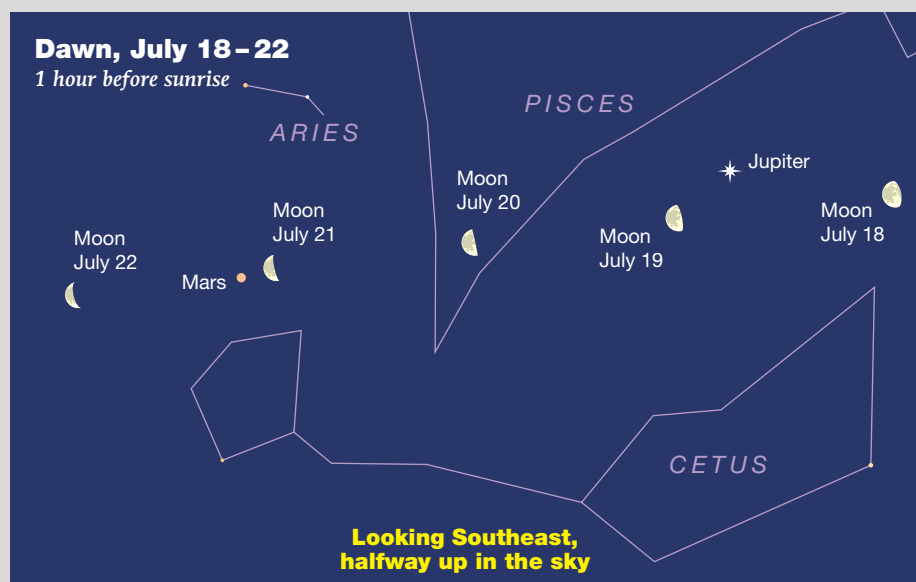 Dawn, July 18–22
1 hour before sunrise
ARIES
PISCES
Jupiter
Moon
July 20
Moon
July 18
Moon
July 21
Moon
July 19
Moon
July 22
Mars
CETUS
Looking Southeast,
halfway up in the sky